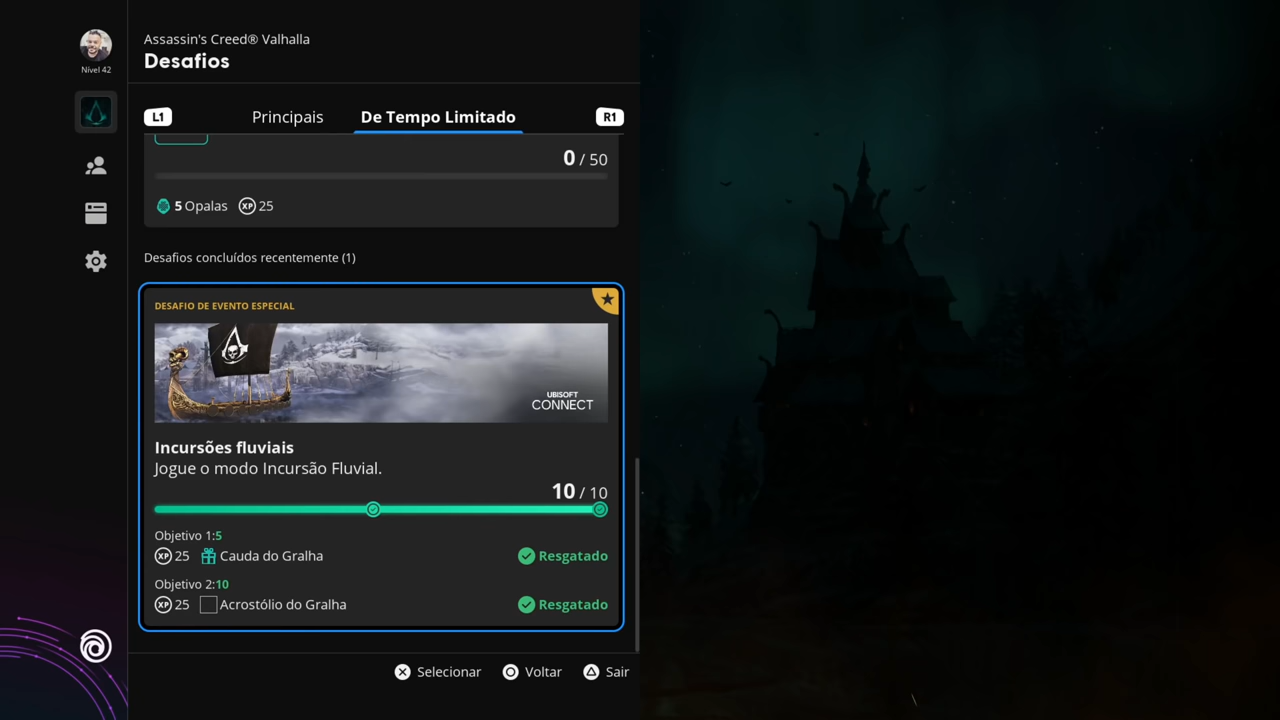 Assassin's Creed® Valhalla
Desafios
Nível 42
L1 Principais De Tempo Limitado R1
0 / 50
5 Opalas XP 25
Desafios concluídos recentemente (1)
DESAFIO DE EVENTO ESPECIAL
UBISOFT
CONNECT
Incursões fluviais
Jogue o modo Incursão Fluvial.
10 / 10
Objetivo 1:5
XP 25 Cauda do Gralha Resgatado
Objetivo 2:10
XP 25 Acrostólio do Gralha Resgatado
Selecionar Voltar Sair